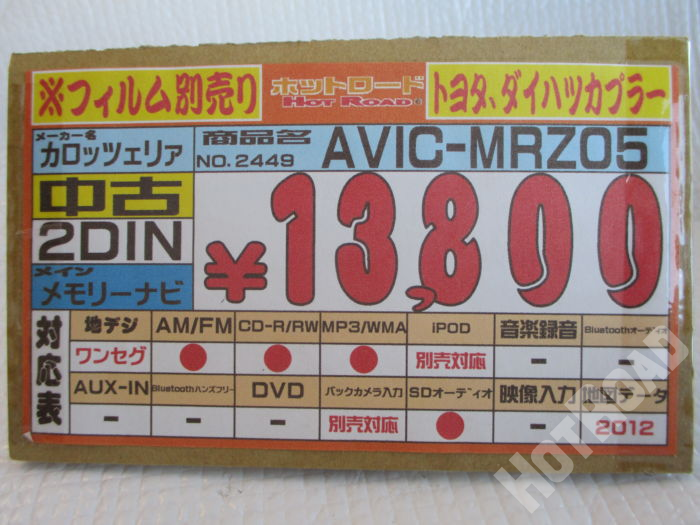 ※フィルム別売り ホットロード HOT ROAD トヨタ、ダイハツカプラー
メーカー名 カロッツェリア
商品名 NO.2449 AVIC-MRZ05
中古
2DIN
メイン
メモリーナビ
¥13,800
対応表
地デジ AM/FM CD-R/RW MP3/WMA iPOD 音楽録音 Bluetoothオーディオ
ワンセグ ● ● ● 別売対応 - -
AUX-IN Bluetoothハンズフリー DVD バックカメラ入力 SDオーディオ 映像入力 地図データ
- - - 別売対応 ● - 2012
HOT ROAD